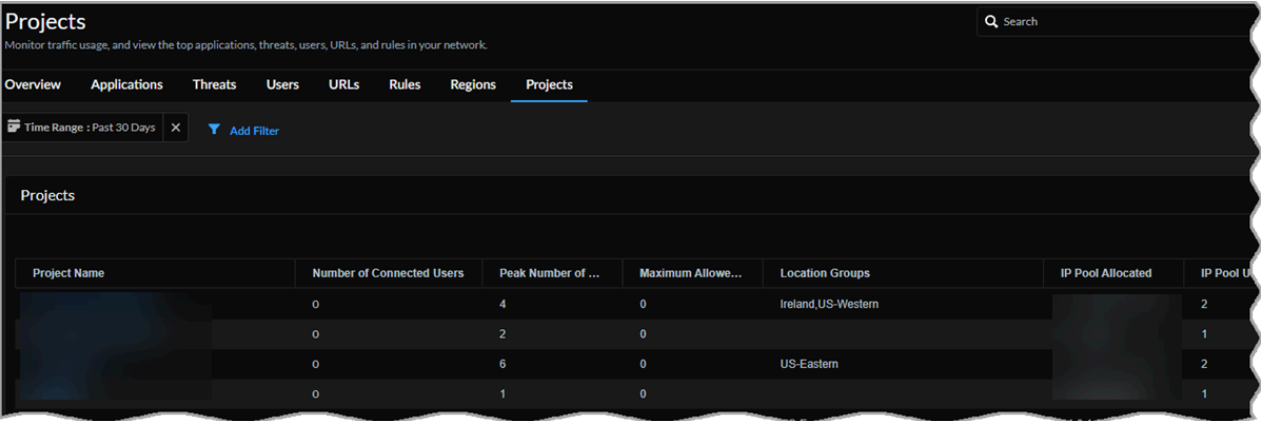 Projects
Search
Monitor traffic usage, and view the top applications, threats, users, URLs, and rules in your network.
Overview Applications Threats Users URLs Rules Regions Projects
Time Range : Past 30 Days X Add Filter
Projects
Project Name Number of Connected Users Peak Number of ... Maximum Allowe... Location Groups IP Pool Allocated IP Pool U
0 4 0 Ireland,US-Western 2
0 2 0 1
0 6 0 US-Eastern 2
0 1 0 1